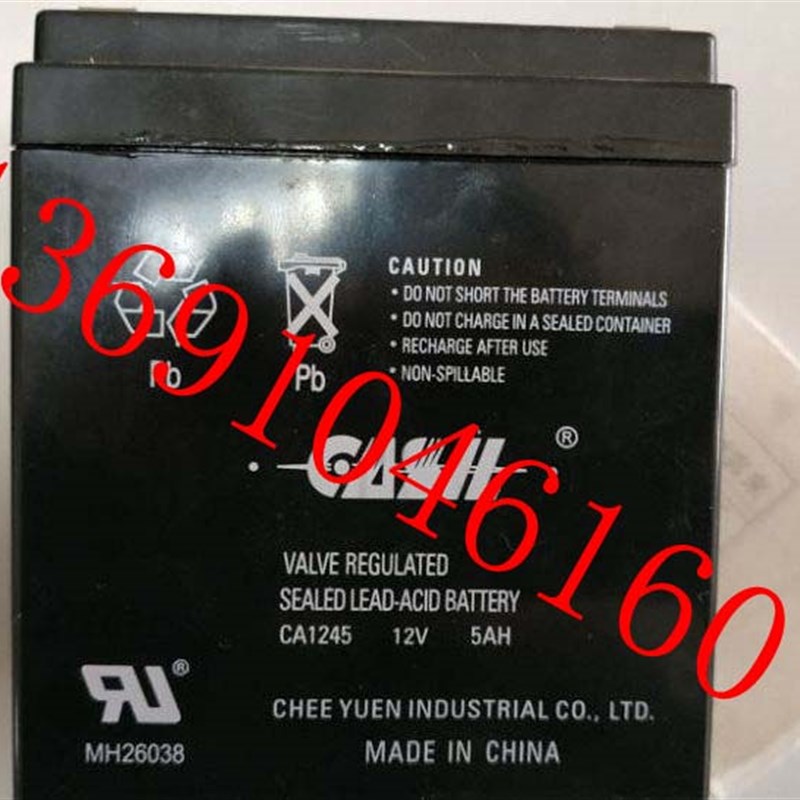 CAUTION
• DO NOT SHORT THE BATTERY TERMINALS
• DO NOT CHARGE IN A SEALED CONTAINER
• RECHARGE AFTER USE
• NON-SPILLABLE
Pb
Pb
13691046160
®
VALVE REGULATED
SEALED LEAD-ACID BATTERY
CA1245 12V 5AH
®
MH26038
CHEE YUEN INDUSTRIAL CO., LTD.
MADE IN CHINA